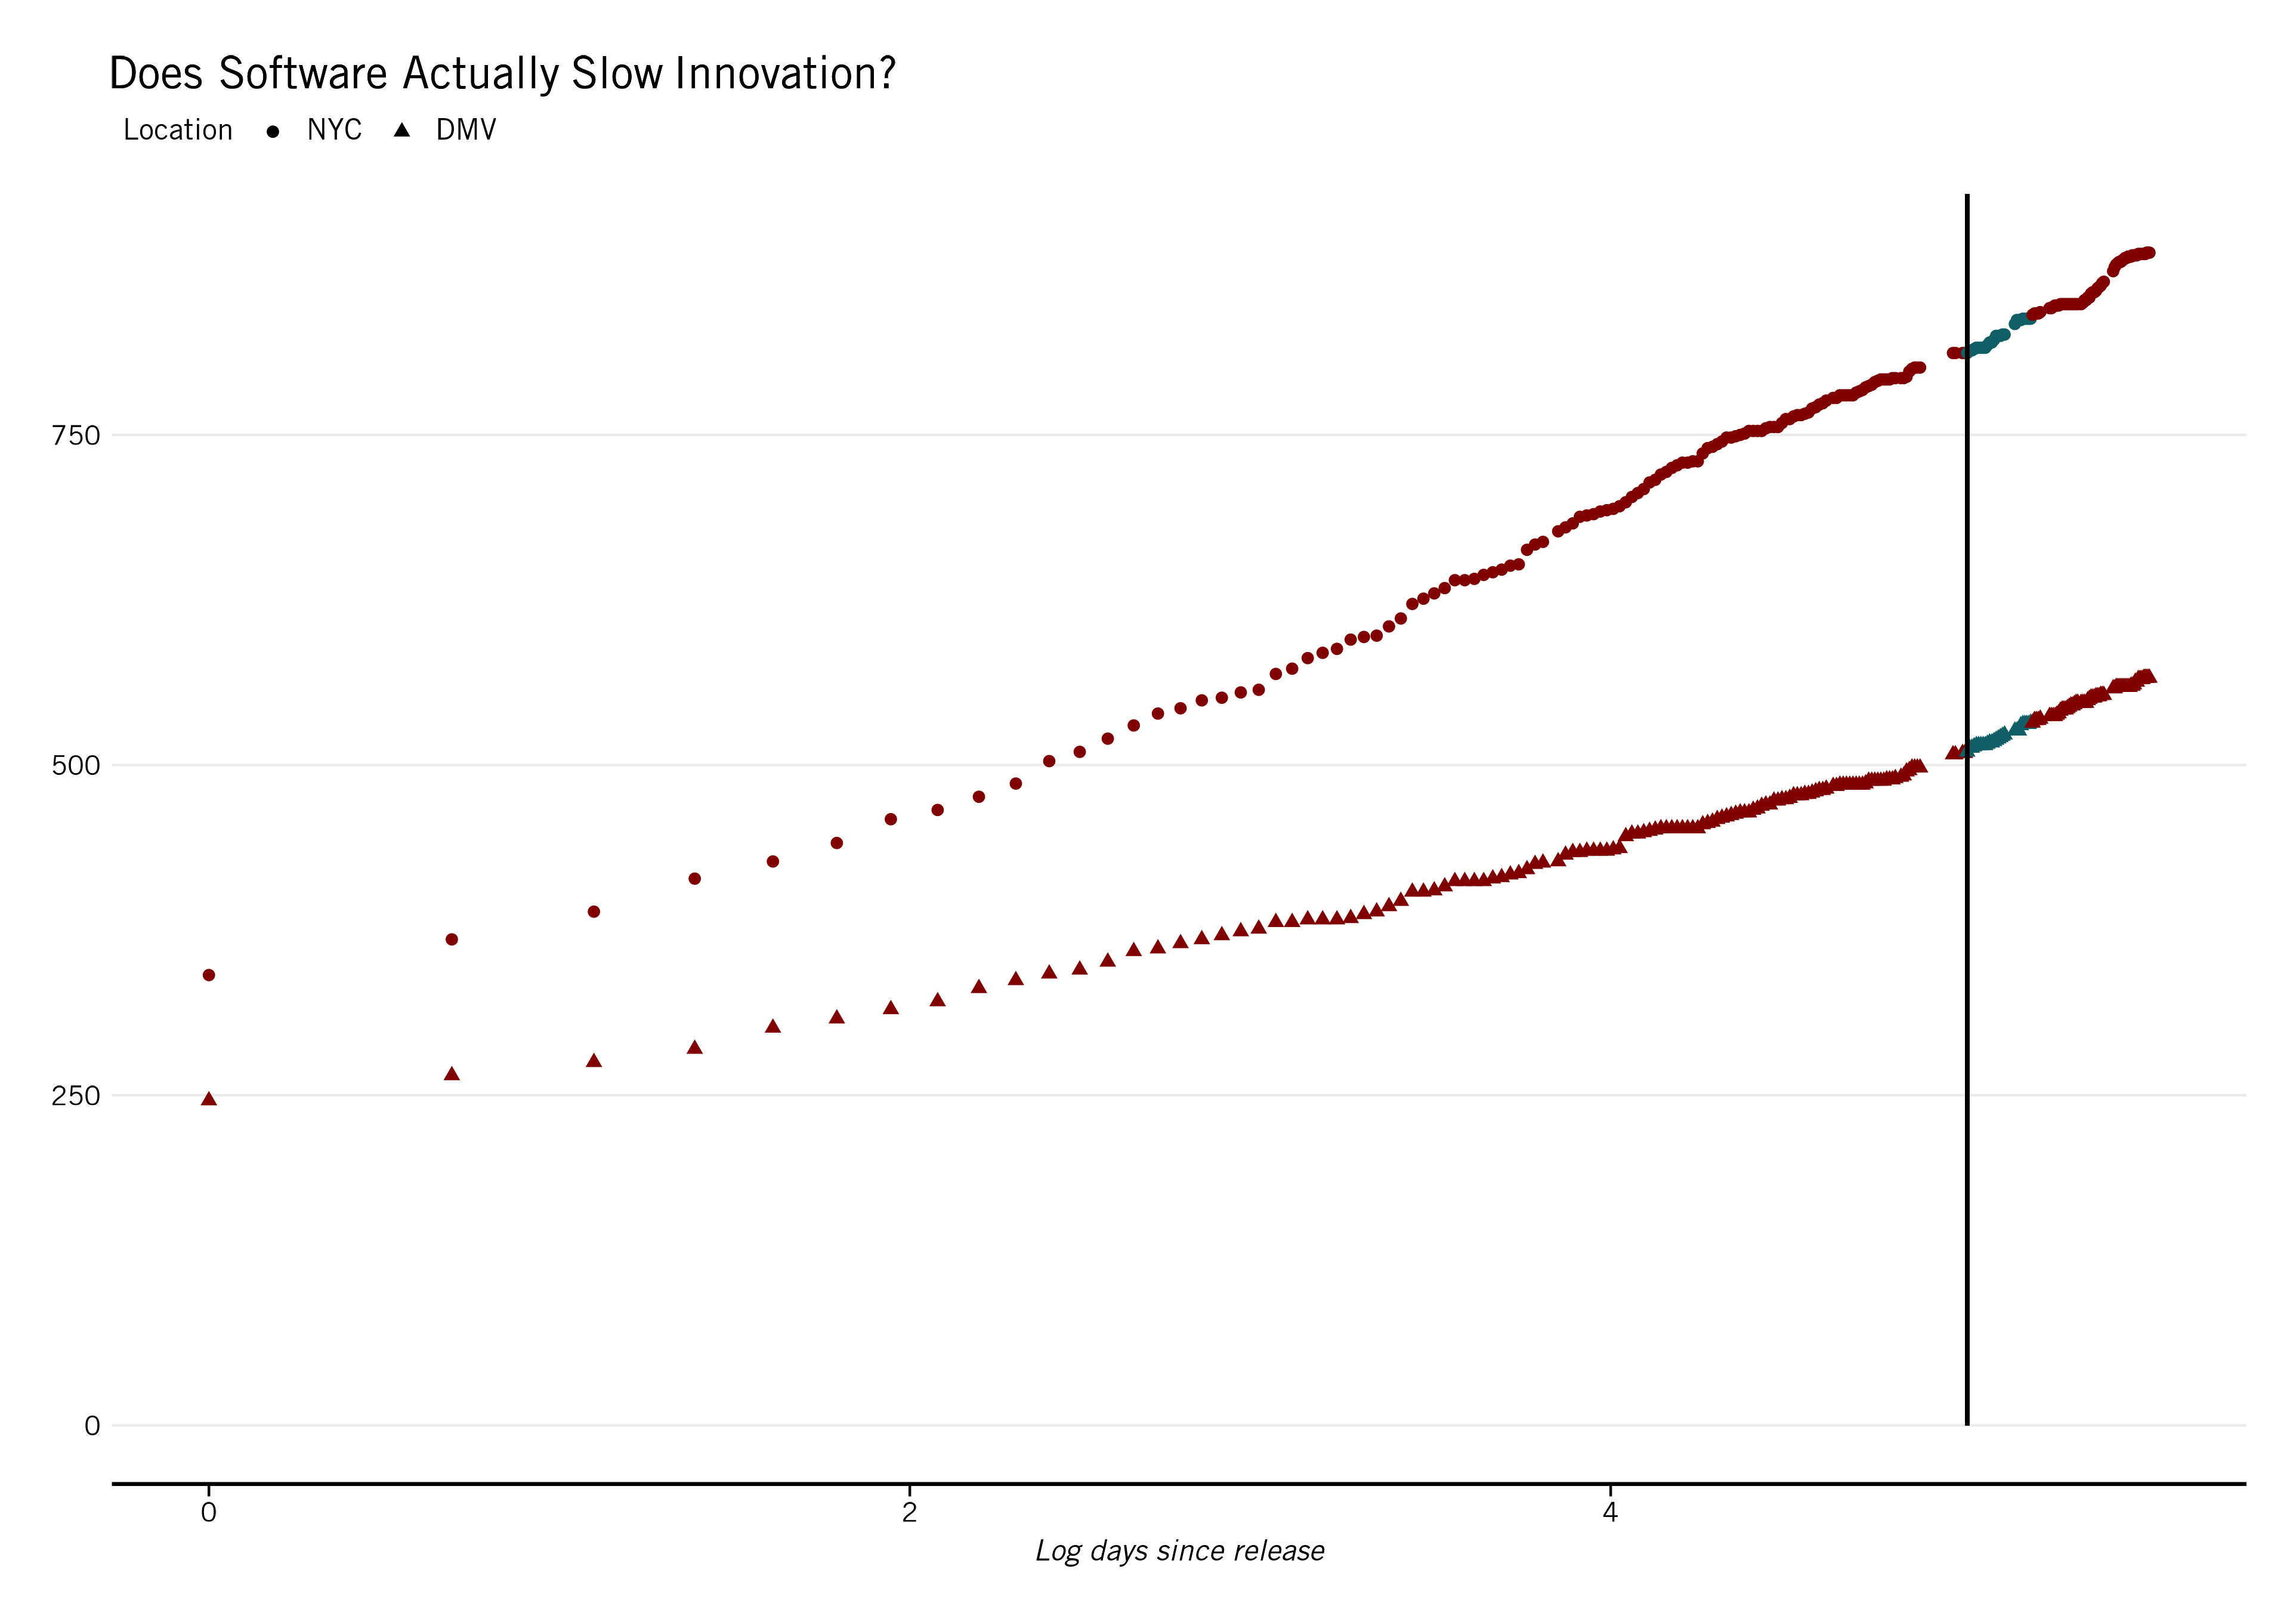 Does Software Actually Slow Innovation?
Location NYC DMV
750
500
250
0
0 2 4
Log days since release